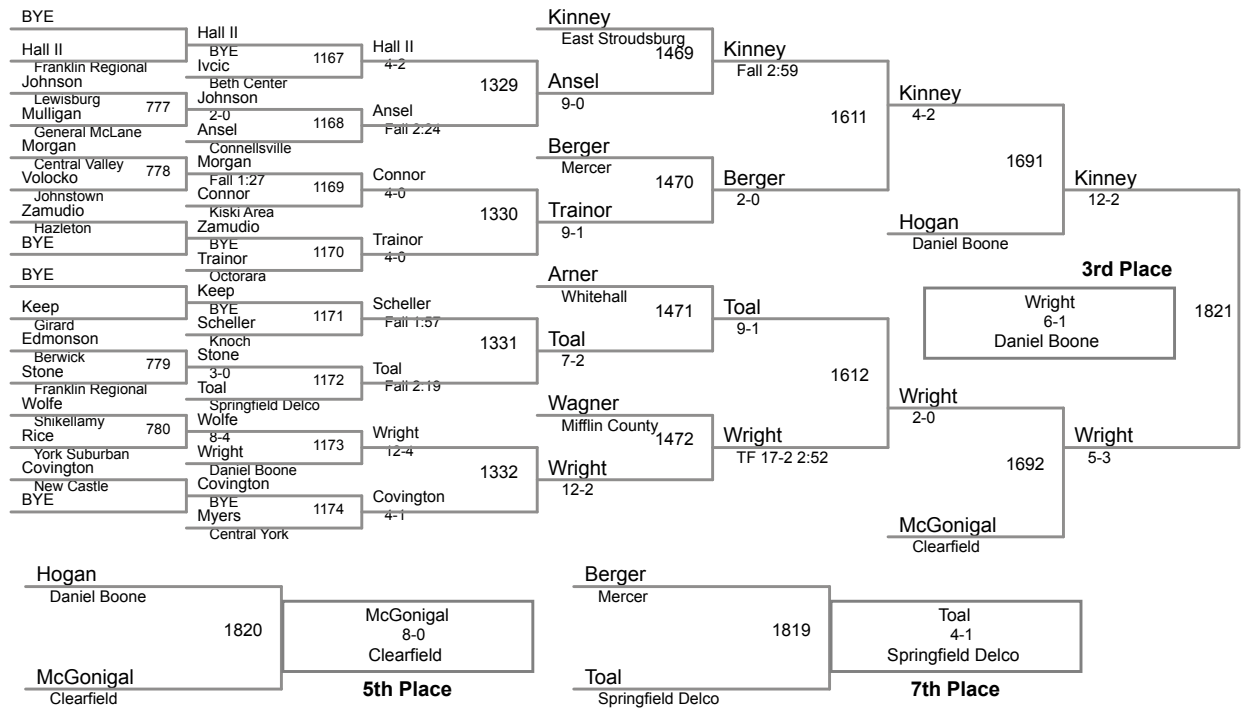 BYE
Hall II
Franklin Regional
Johnson
Lewisburg
777
Mulligan
General McLane
Morgan
Central Valley
778
Volocko
Johnstown
Zamudio
Hazleton
BYE
BYE
Keep
Girard
Edmonson
Berwick
779
Stone
Franklin Regional
Wolfe
Shikellamy
780
Rice
York Suburban
Covington
New Castle
BYE
Hall II
BYE
1167
Ivcic
Beth Center
Johnson
2-0
1168
Ansel
Connellsville
Morgan
Fall 1:27
1169
Connor
Kiski Area
Zamudio
BYE
1170
Trainor
Octorara
Keep
BYE
1171
Scheller
Knoch
Stone
3-0
1172
Toal
Springfield Delco
Wolfe
8-4
1173
Wright
Daniel Boone
Covington
BYE
1174
Myers
Central York
Hall II
4-2
1329
Ansel
Fall 2:24
Connor
4-0
1330
Trainor
4-0
Scheller
Fall 1:57
1331
Toal
Fall 2:19
Wright
12-4
1332
Covington
4-1
Kinney
East Stroudsburg
1469
Ansel
9-0
Berger
Mercer
1470
Trainor
9-1
Arner
Whitehall
1471
Toal
7-2
Wagner
Mifflin County
1472
Wright
12-2
Kinney
Fall 2:59
1611
Berger
2-0
Toal
9-1
1612
Wright
TF 17-2 2:52
Kinney
4-2
1691
Hogan
Daniel Boone
Wright
2-0
1692
McGonigal
Clearfield
Kinney
12-2
1821
Wright
5-3
3rd Place
Wright
6-1
Daniel Boone
Hogan
Daniel Boone
1820
McGonigal
Clearfield
McGonigal
8-0
Clearfield
5th Place
Berger
Mercer
1819
Toal
Springfield Delco
Toal
4-1
Springfield Delco
7th Place